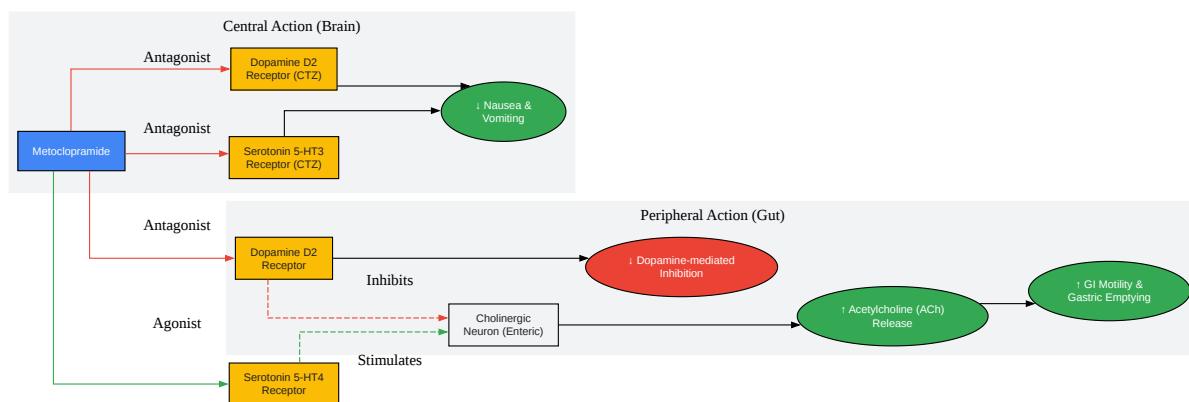 Central Action (Brain)
Antagonist
Dopamine D2
Receptor (CTZ)
↓ Nausea &
Vomiting
Antagonist
Metoclopramide
Serotonin 5-HT3
Receptor (CTZ)
Peripheral Action (Gut)
Antagonist
Dopamine D2
Receptor
Inhibits
↓ Dopamine-mediated
Inhibition
↑ GI Motility &
Gastric Emptying
Agonist
Cholinergic
Neuron (Enteric)
↑ Acetylcholine (ACh)
Release
Stimulates
Serotonin 5-HT4
Receptor